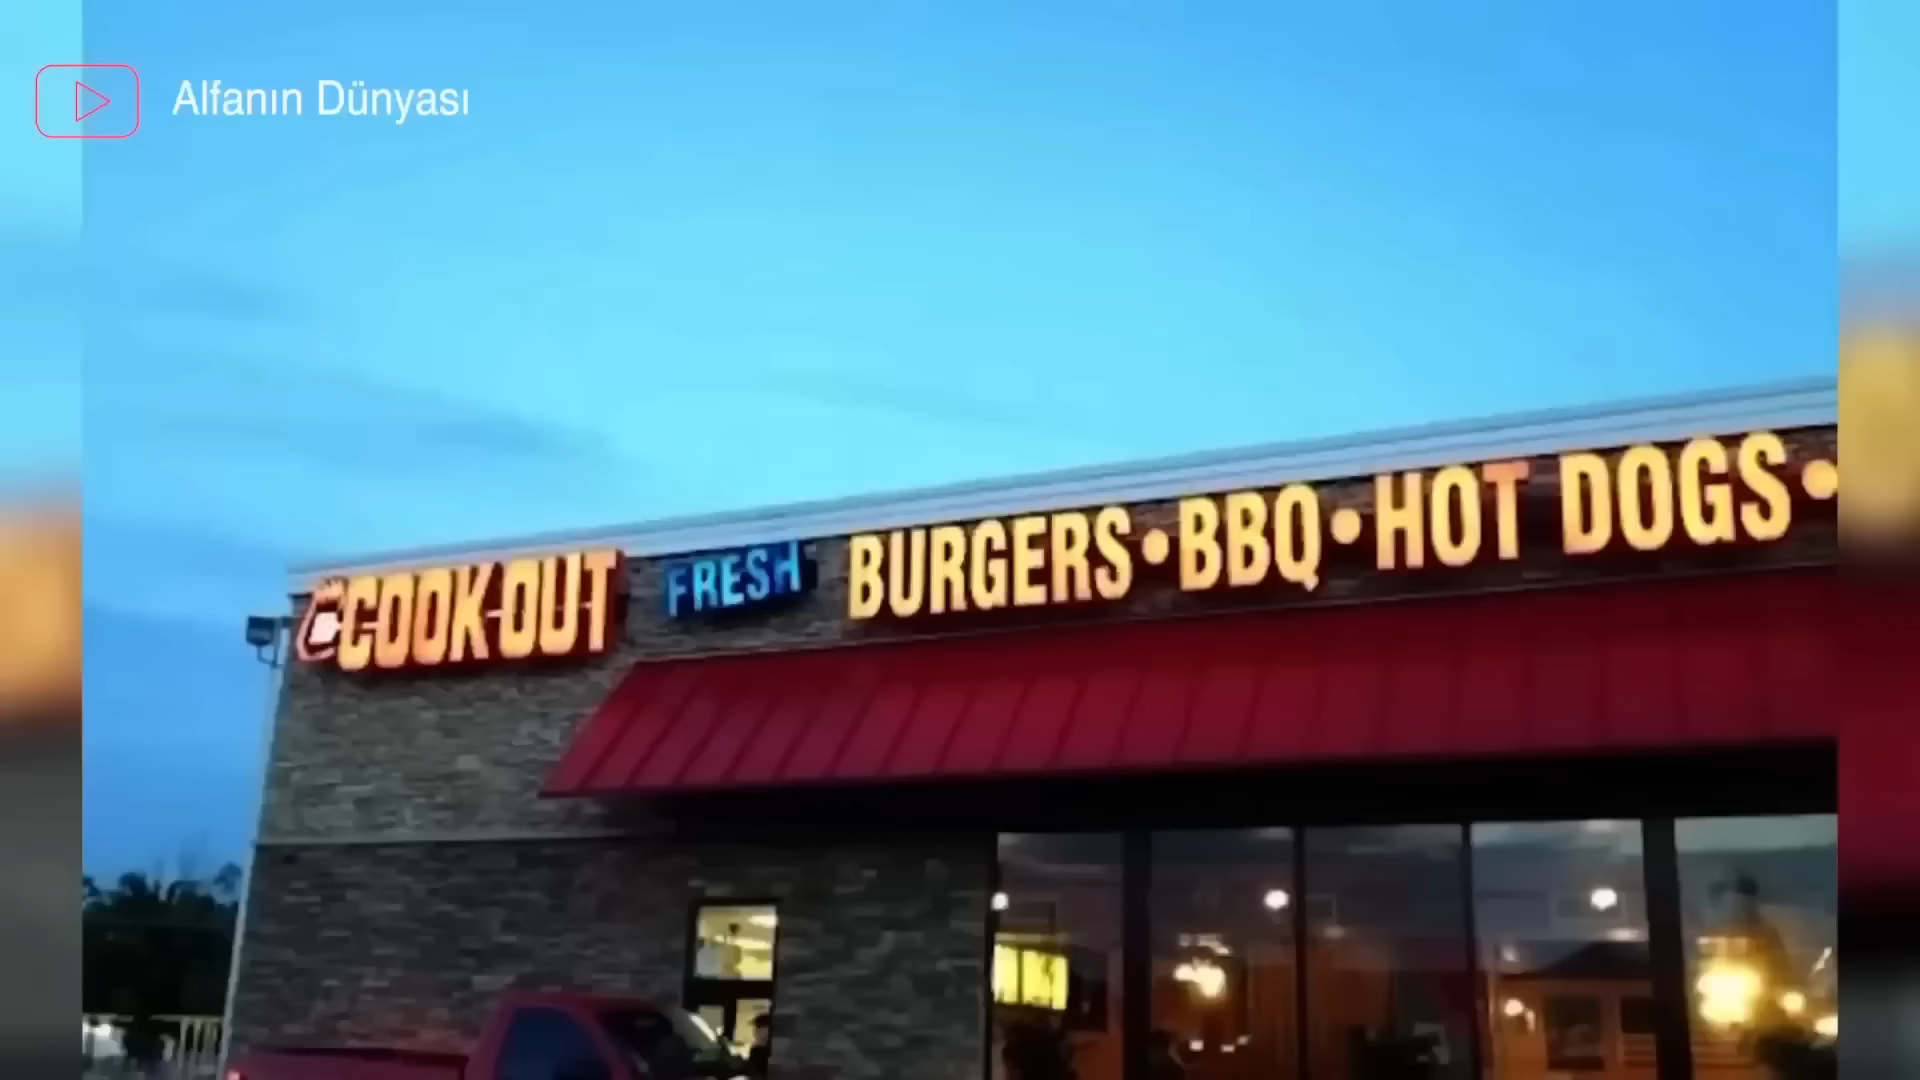 Alfanın Dünyası
COOK-OUT FRESH BURGERS • BBQ • HOT DOGS •